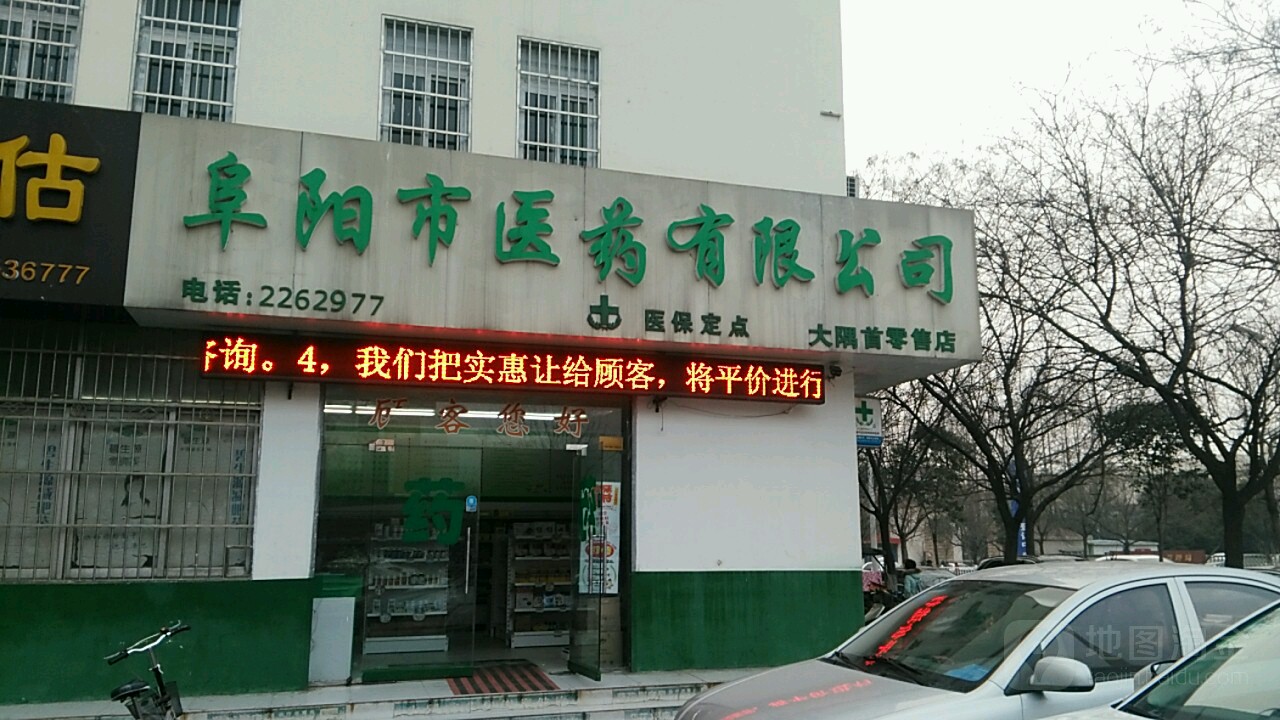 估
36777
阜阳市医药有限公司
电话:2262977
医保定点
大隅首零售店
询。4，我们把实惠让给顾客，将平价进行
顾客您好
药